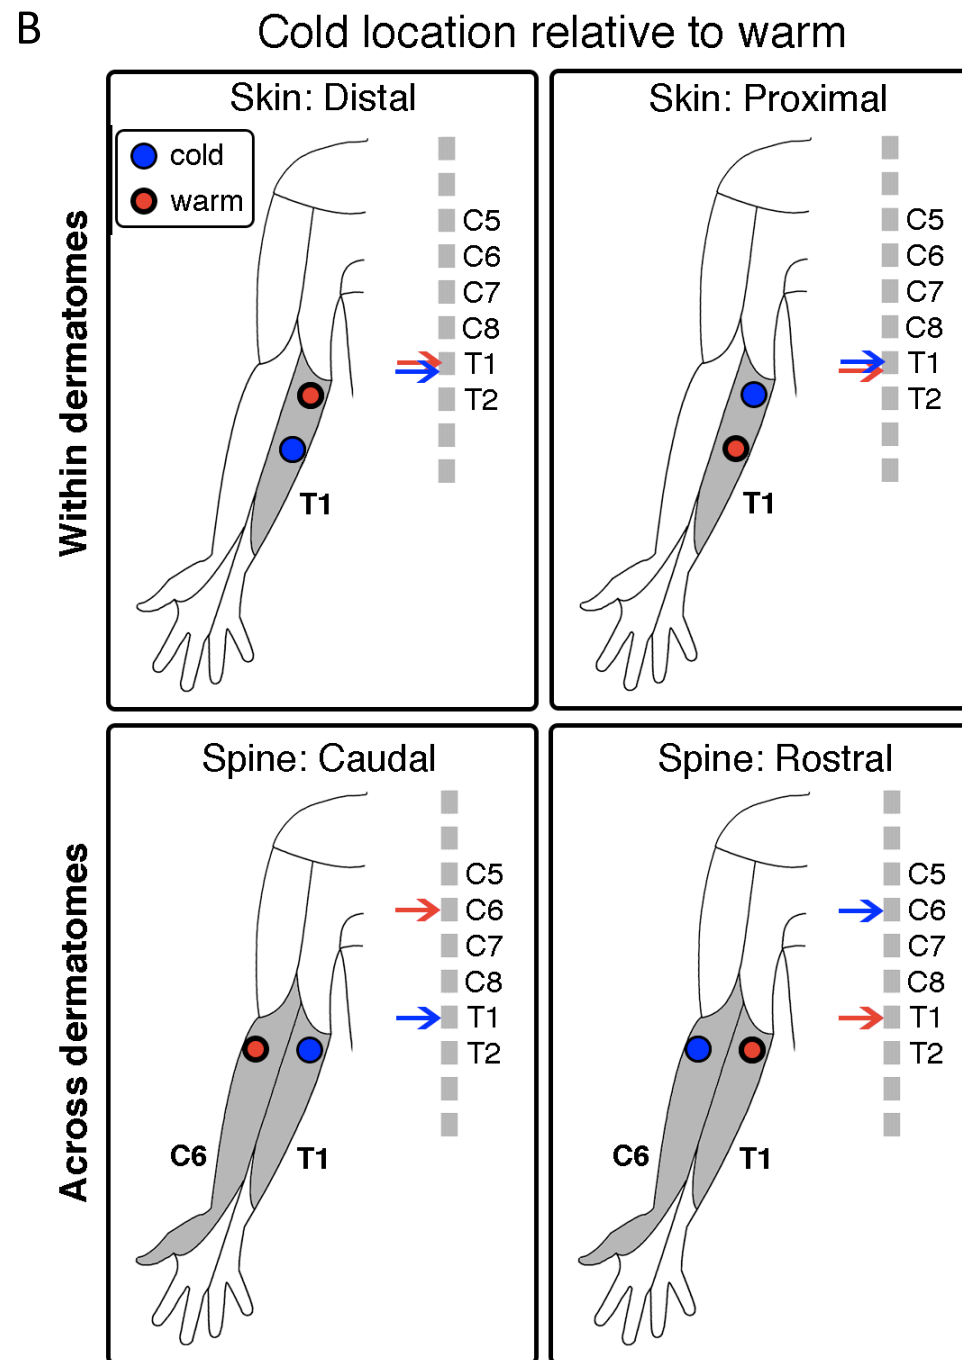 B
Cold location relative to warm
Skin: Distal
cold
warm
C5
C6
C7
C8
T1
T2
T1
Skin: Proximal
C5
C6
C7
C8
T1
T2
T1
Within dermatomes
Spine: Caudal
C5
C6
C7
C8
T1
T2
C6
T1
Spine: Rostral
C5
C6
C7
C8
T1
T2
C6
T1
Across dermatomes